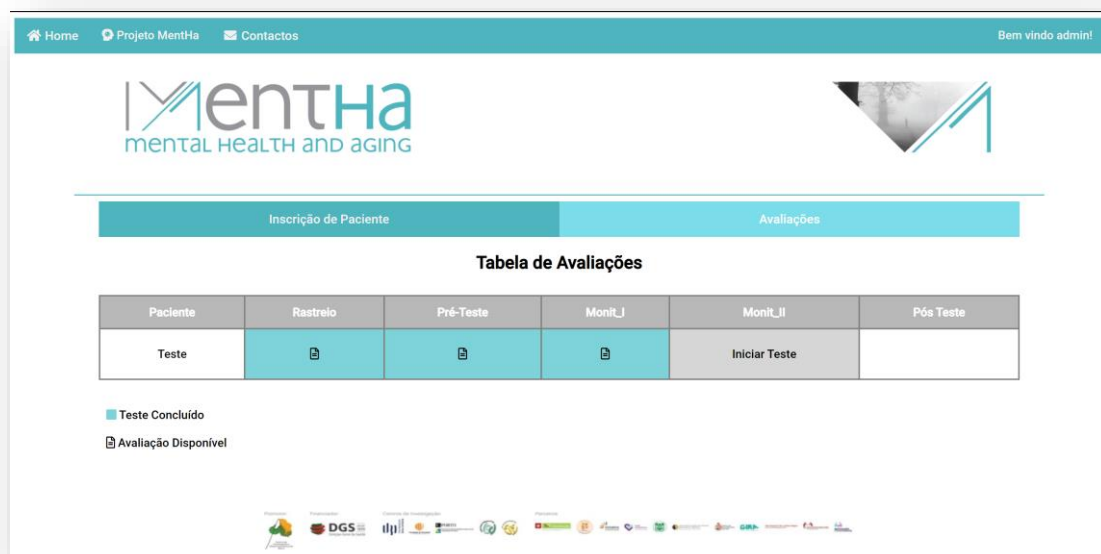 Home Projeto MentHa Contactos Bem vindo admin!
MentHa
mental Health and aging
Inscrição de Paciente Avaliações
Tabela de Avaliações
Paciente Rastreio Pré-Teste Monit_I Monit_II Pós Teste
Teste Iniciar Teste
Teste Concluído
Avaliação Disponível
DGS